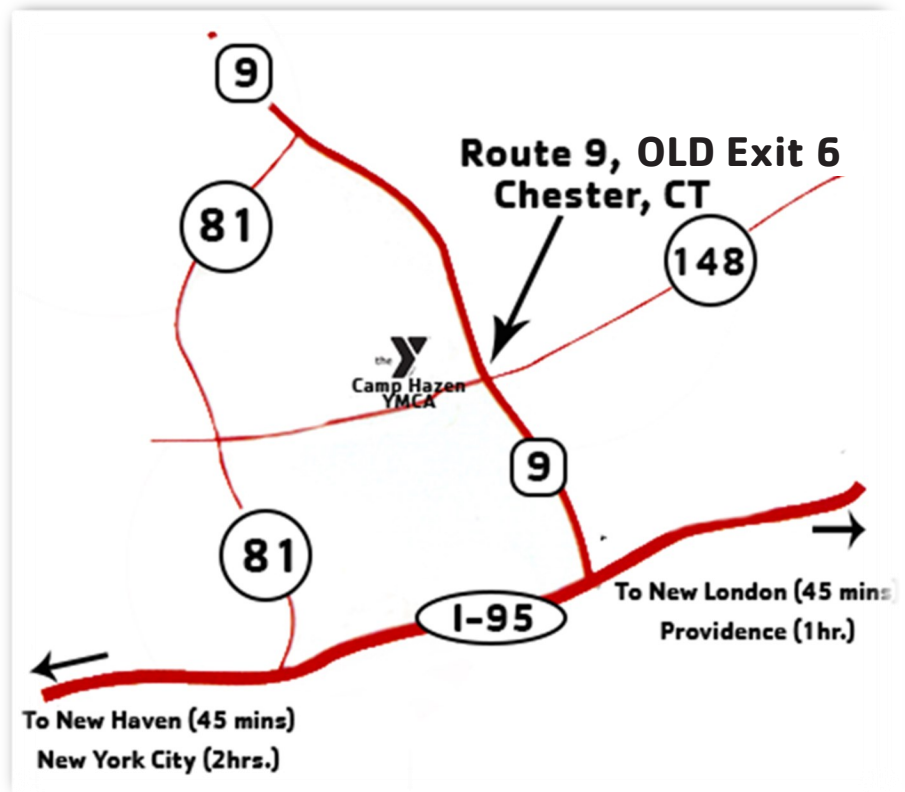 9
Route 9, OLD Exit 6
Chester, CT
81
148
the Y
Camp Hazen
YMCA
9
81
To New London (45 mins)
Providence (1hr.)
I-95
To New Haven (45 mins)
New York City (2hrs.)